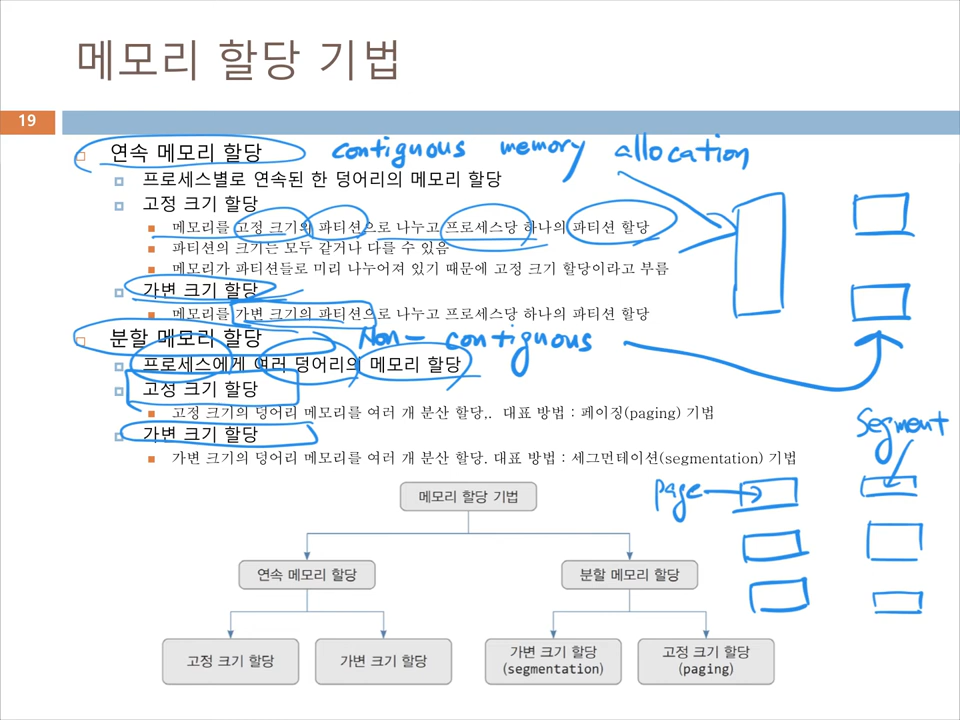 메모리 할당 기법
19
연속 메모리 할당 contiguous memory allocation
프로세스별로 연속된 한 덩어리의 메모리 할당
고정 크기 할당
메모리를 고정 크기의 파티션으로 나누고 프로세스당 하나의 파티션 할당
파티션의 크기는 모두 같거나 다를 수 있음
메모리가 파티션들로 미리 나누어져 있기 때문에 고정 크기 할당이라고 부름
가변 크기 할당
메모리를 가변 크기의 파티션으로 나누고 프로세스당 하나의 파티션 할당
분할 메모리 할당 Non- contiguous
프로세스에게 여러 덩어리의 메모리 할당
고정 크기 할당
고정 크기의 덩어리 메모리를 여러 개 분산 할당.. 대표 방법 : 페이징(paging) 기법
segment
가변 크기 할당
가변 크기의 덩어리 메모리를 여러 개 분산 할당. 대표 방법 : 세그먼테이션(segmentation) 기법
page
메모리 할당 기법
연속 메모리 할당
분할 메모리 할당
고정 크기 할당
가변 크기 할당
가변 크기 할당
(segmentation)
고정 크기 할당
(paging)